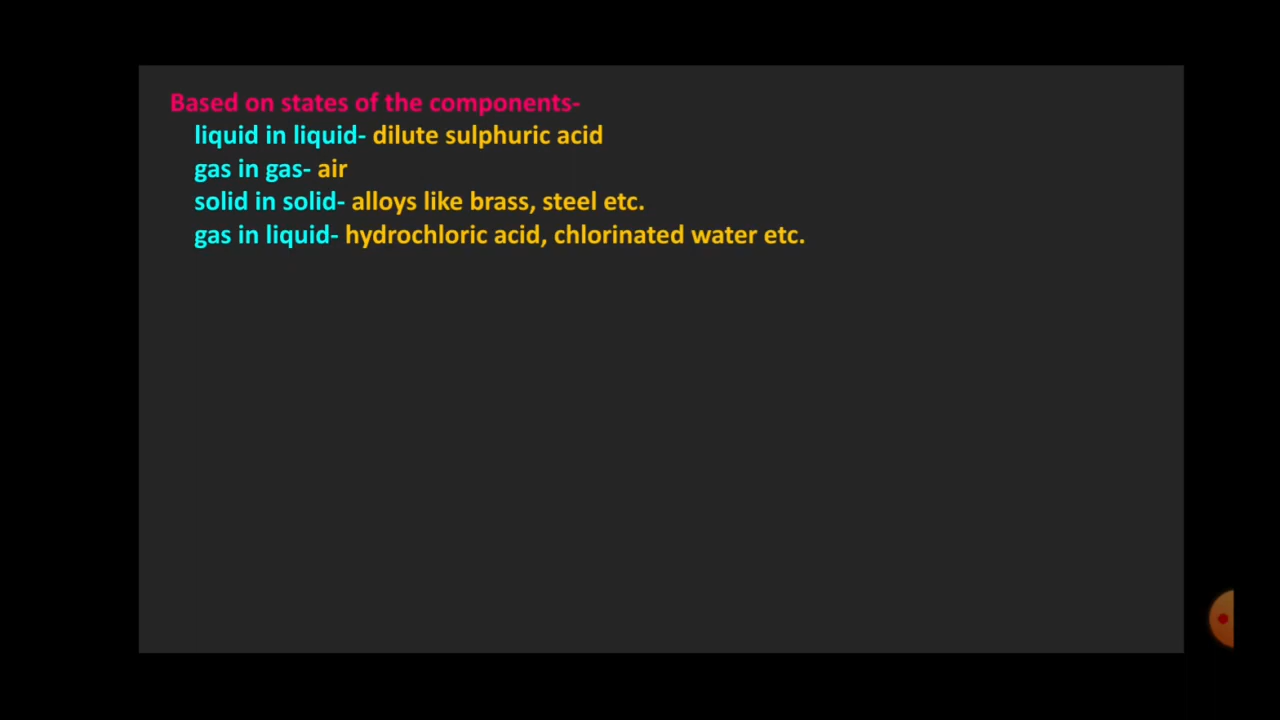 Based on states of the components-
liquid in liquid- dilute sulphuric acid
gas in gas- air
solid in solid- alloys like brass, steel etc.
gas in liquid- hydrochloric acid, chlorinated water etc.